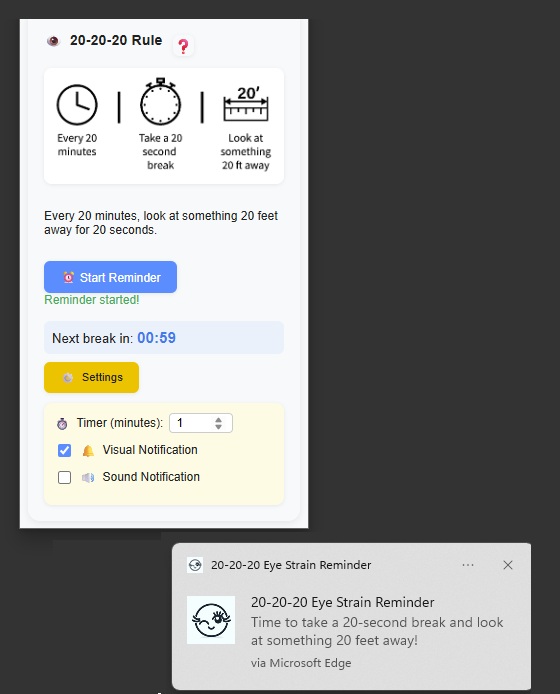 20-20-20 Rule ❓
20'
Every 20
minutes
Take a 20
second
break
Look at
something
20 ft away
Every 20 minutes, look at something 20 feet
away for 20 seconds.
Start Reminder
Reminder started!
Next break in: 00:59
Settings
Timer (minutes): 1
Visual Notification
Sound Notification
20-20-20 Eye Strain Reminder
20-20-20 Eye Strain Reminder
Time to take a 20-second break and look
at something 20 feet away!
via Microsoft Edge